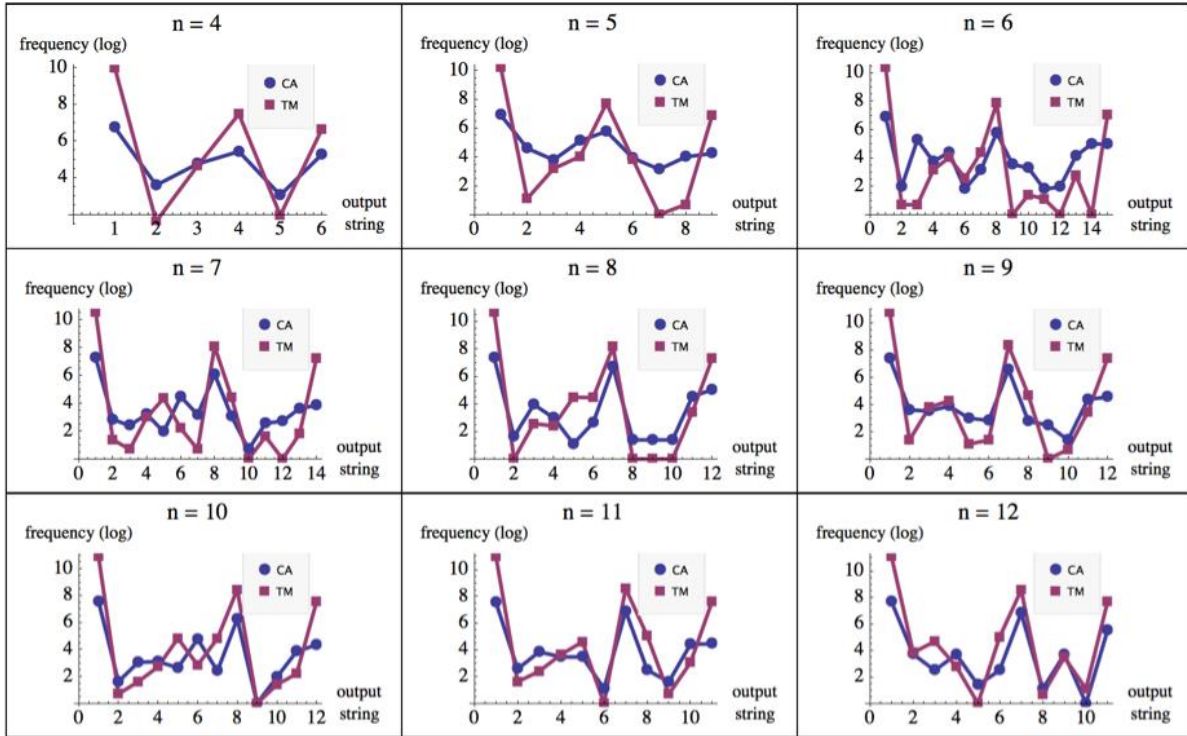 n = 4
frequency (log)
10
8
6
4
CA
TM
1 2 3 4 5 6
output
string
n = 5
frequency (log)
10
8
6
4
2
CA
TM
0 2 4 6 8
output
string
n = 6
frequency (log)
10
8
6
4
2
CA
TM
0 2 4 6 8 10 12 14
output
string
n = 7
frequency (log)
10
8
6
4
2
CA
TM
0 2 4 6 8 10 12 14
output
string
n = 8
frequency (log)
10
8
6
4
2
CA
TM
0 2 4 6 8 10 12
output
string
n = 9
frequency (log)
10
8
6
4
2
CA
TM
0 2 4 6 8 10 12
output
string
n = 10
frequency (log)
10
8
6
4
2
CA
TM
0 2 4 6 8 10 12
output
string
n = 11
frequency (log)
10
8
6
4
2
CA
TM
0 2 4 6 8 10
output
string
n = 12
frequency (log)
10
8
6
4
2
CA
TM
0 2 4 6 8 10
output
string